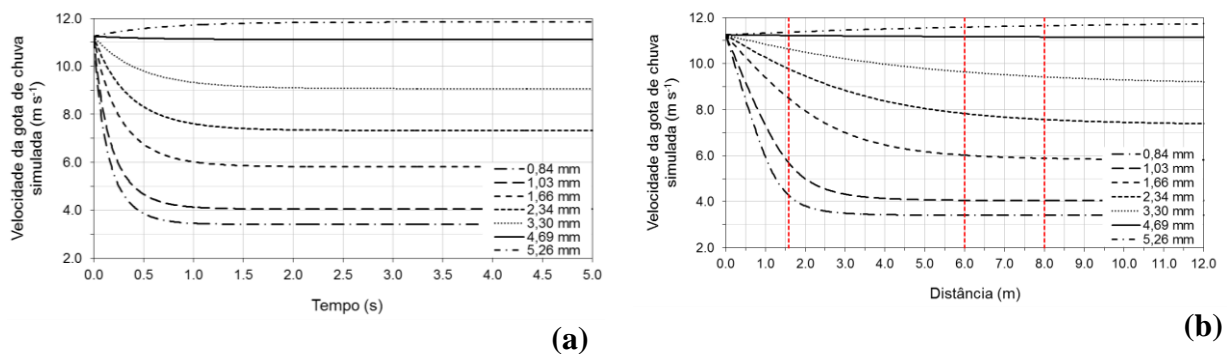 Velocidade da gota de chuva simulada (m s⁻¹)
12.0
10.0
8.0
6.0
4.0
2.0
0,84 mm
1,03 mm
1,66 mm
2,34 mm
3,30 mm
4,69 mm
5,26 mm
0.0 0.5 1.0 1.5 2.0 2.5 3.0 3.5 4.0 4.5 5.0
Tempo (s)
(a)
Velocidade da gota de chuva simulada (m s⁻¹)
12.0
10.0
8.0
6.0
4.0
2.0
0,84 mm
1,03 mm
1,66 mm
2,34 mm
3,30 mm
4,69 mm
5,26 mm
0.0 1.0 2.0 3.0 4.0 5.0 6.0 7.0 8.0 9.0 10.0 11.0 12.0
Distância (m)
(b)